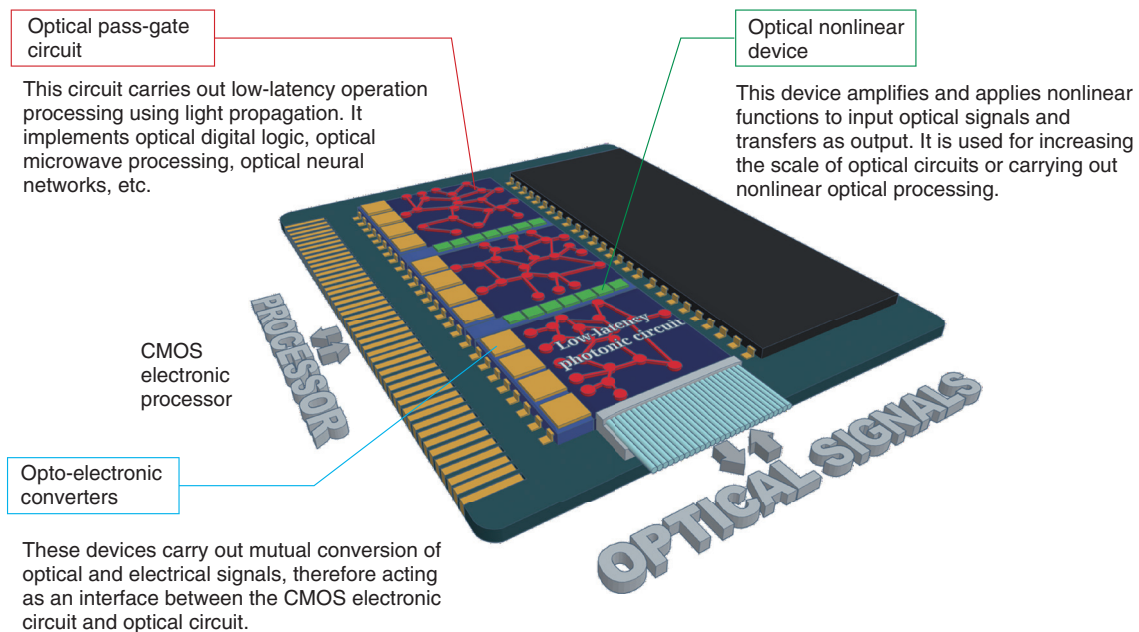 Optical pass-gate
circuit
This circuit carries out low-latency operation
processing using light propagation. It
implements optical digital logic, optical
microwave processing, optical neural
networks, etc.
Optical nonlinear
device
This device amplifies and applies nonlinear
functions to input optical signals and
transfers as output. It is used for increasing
the scale of optical circuits or carrying out
nonlinear optical processing.
Low-latency
photonic circuit
PROCESSOR
CMOS
electronic
processor
OPTICAL SIGNALS
Opto-electronic
converters
These devices carry out mutual conversion of
optical and electrical signals, therefore acting
as an interface between the CMOS electronic
circuit and optical circuit.